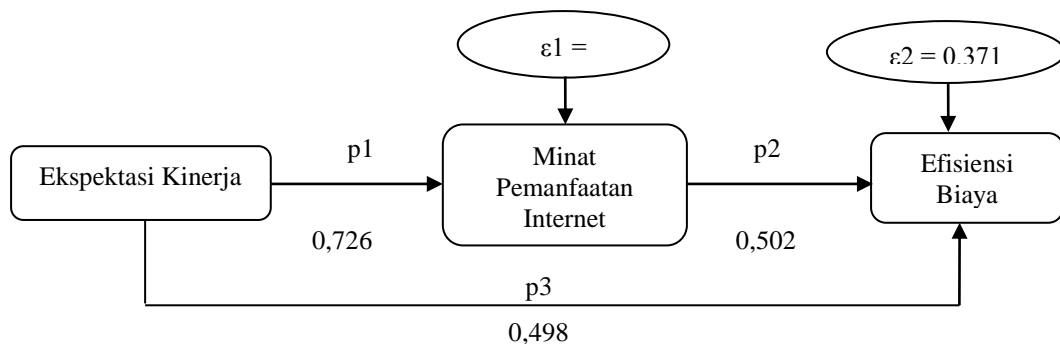 ε1 =
ε2 = 0.371
Ekspektasi Kinerja
p1
0,726
Minat
Pemanfaatan
Internet
p2
0,502
Efisiensi
Biaya
p3
0,498